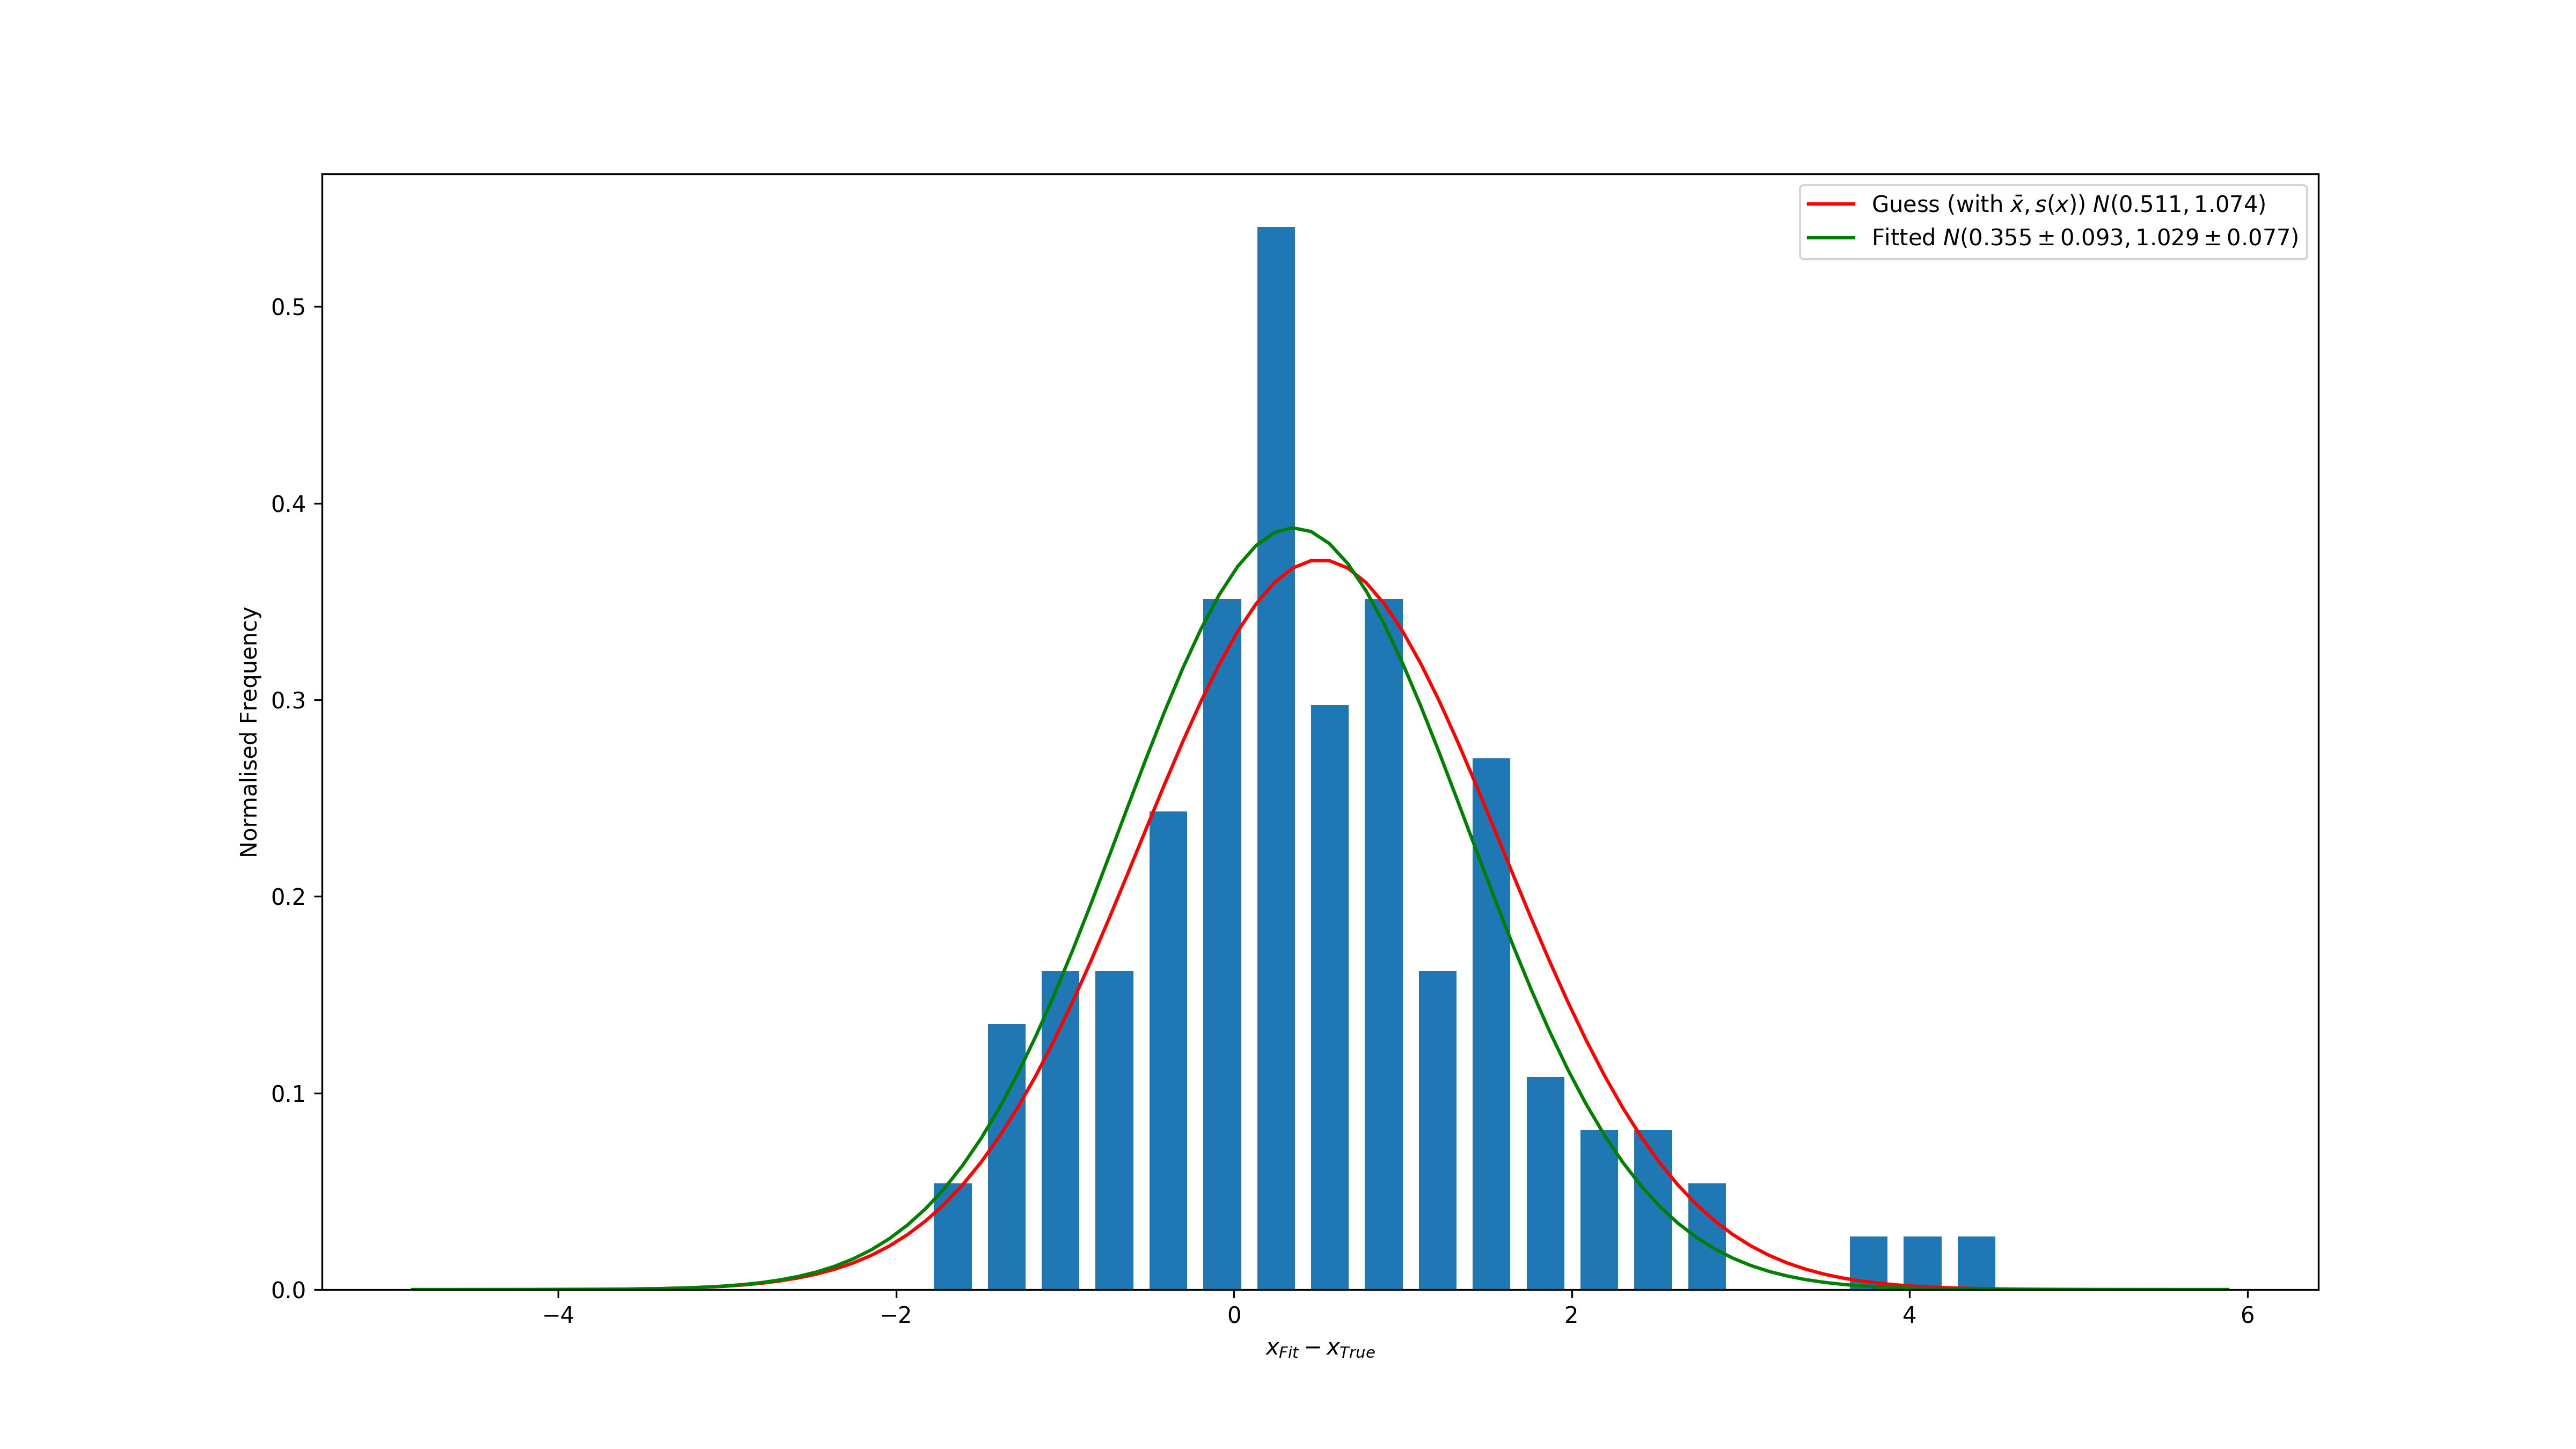 Guess (with x̄, s(x)) N(0.511, 1.074)
Fitted N(0.355 ± 0.093, 1.029 ± 0.077)
0.5
0.4
0.3
0.2
0.1
0.0
Normalised Frequency
−4 −2 0 2 4 6
x_Fit − x_True